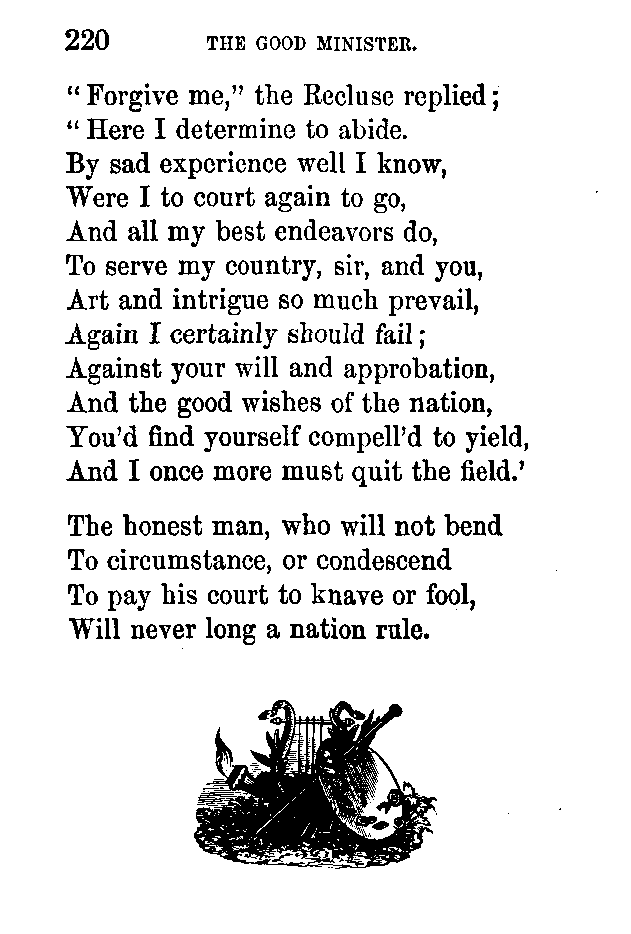 220 THE GOOD MINISTER.
“Forgive me,” the Recluse replied;
“Here I determine to abide.
By sad experience well I know,
Were I to court again to go,
And all my best endeavors do,
To serve my country, sir, and you,
Art and intrigue so much prevail,
Again I certainly should fail;
Against your will and approbation,
And the good wishes of the nation,
You'd find yourself compell'd to yield,
And I once more must quit the field.'
The honest man, who will not bend
To circumstance, or condescend
To pay his court to knave or fool,
Will never long a nation rule.